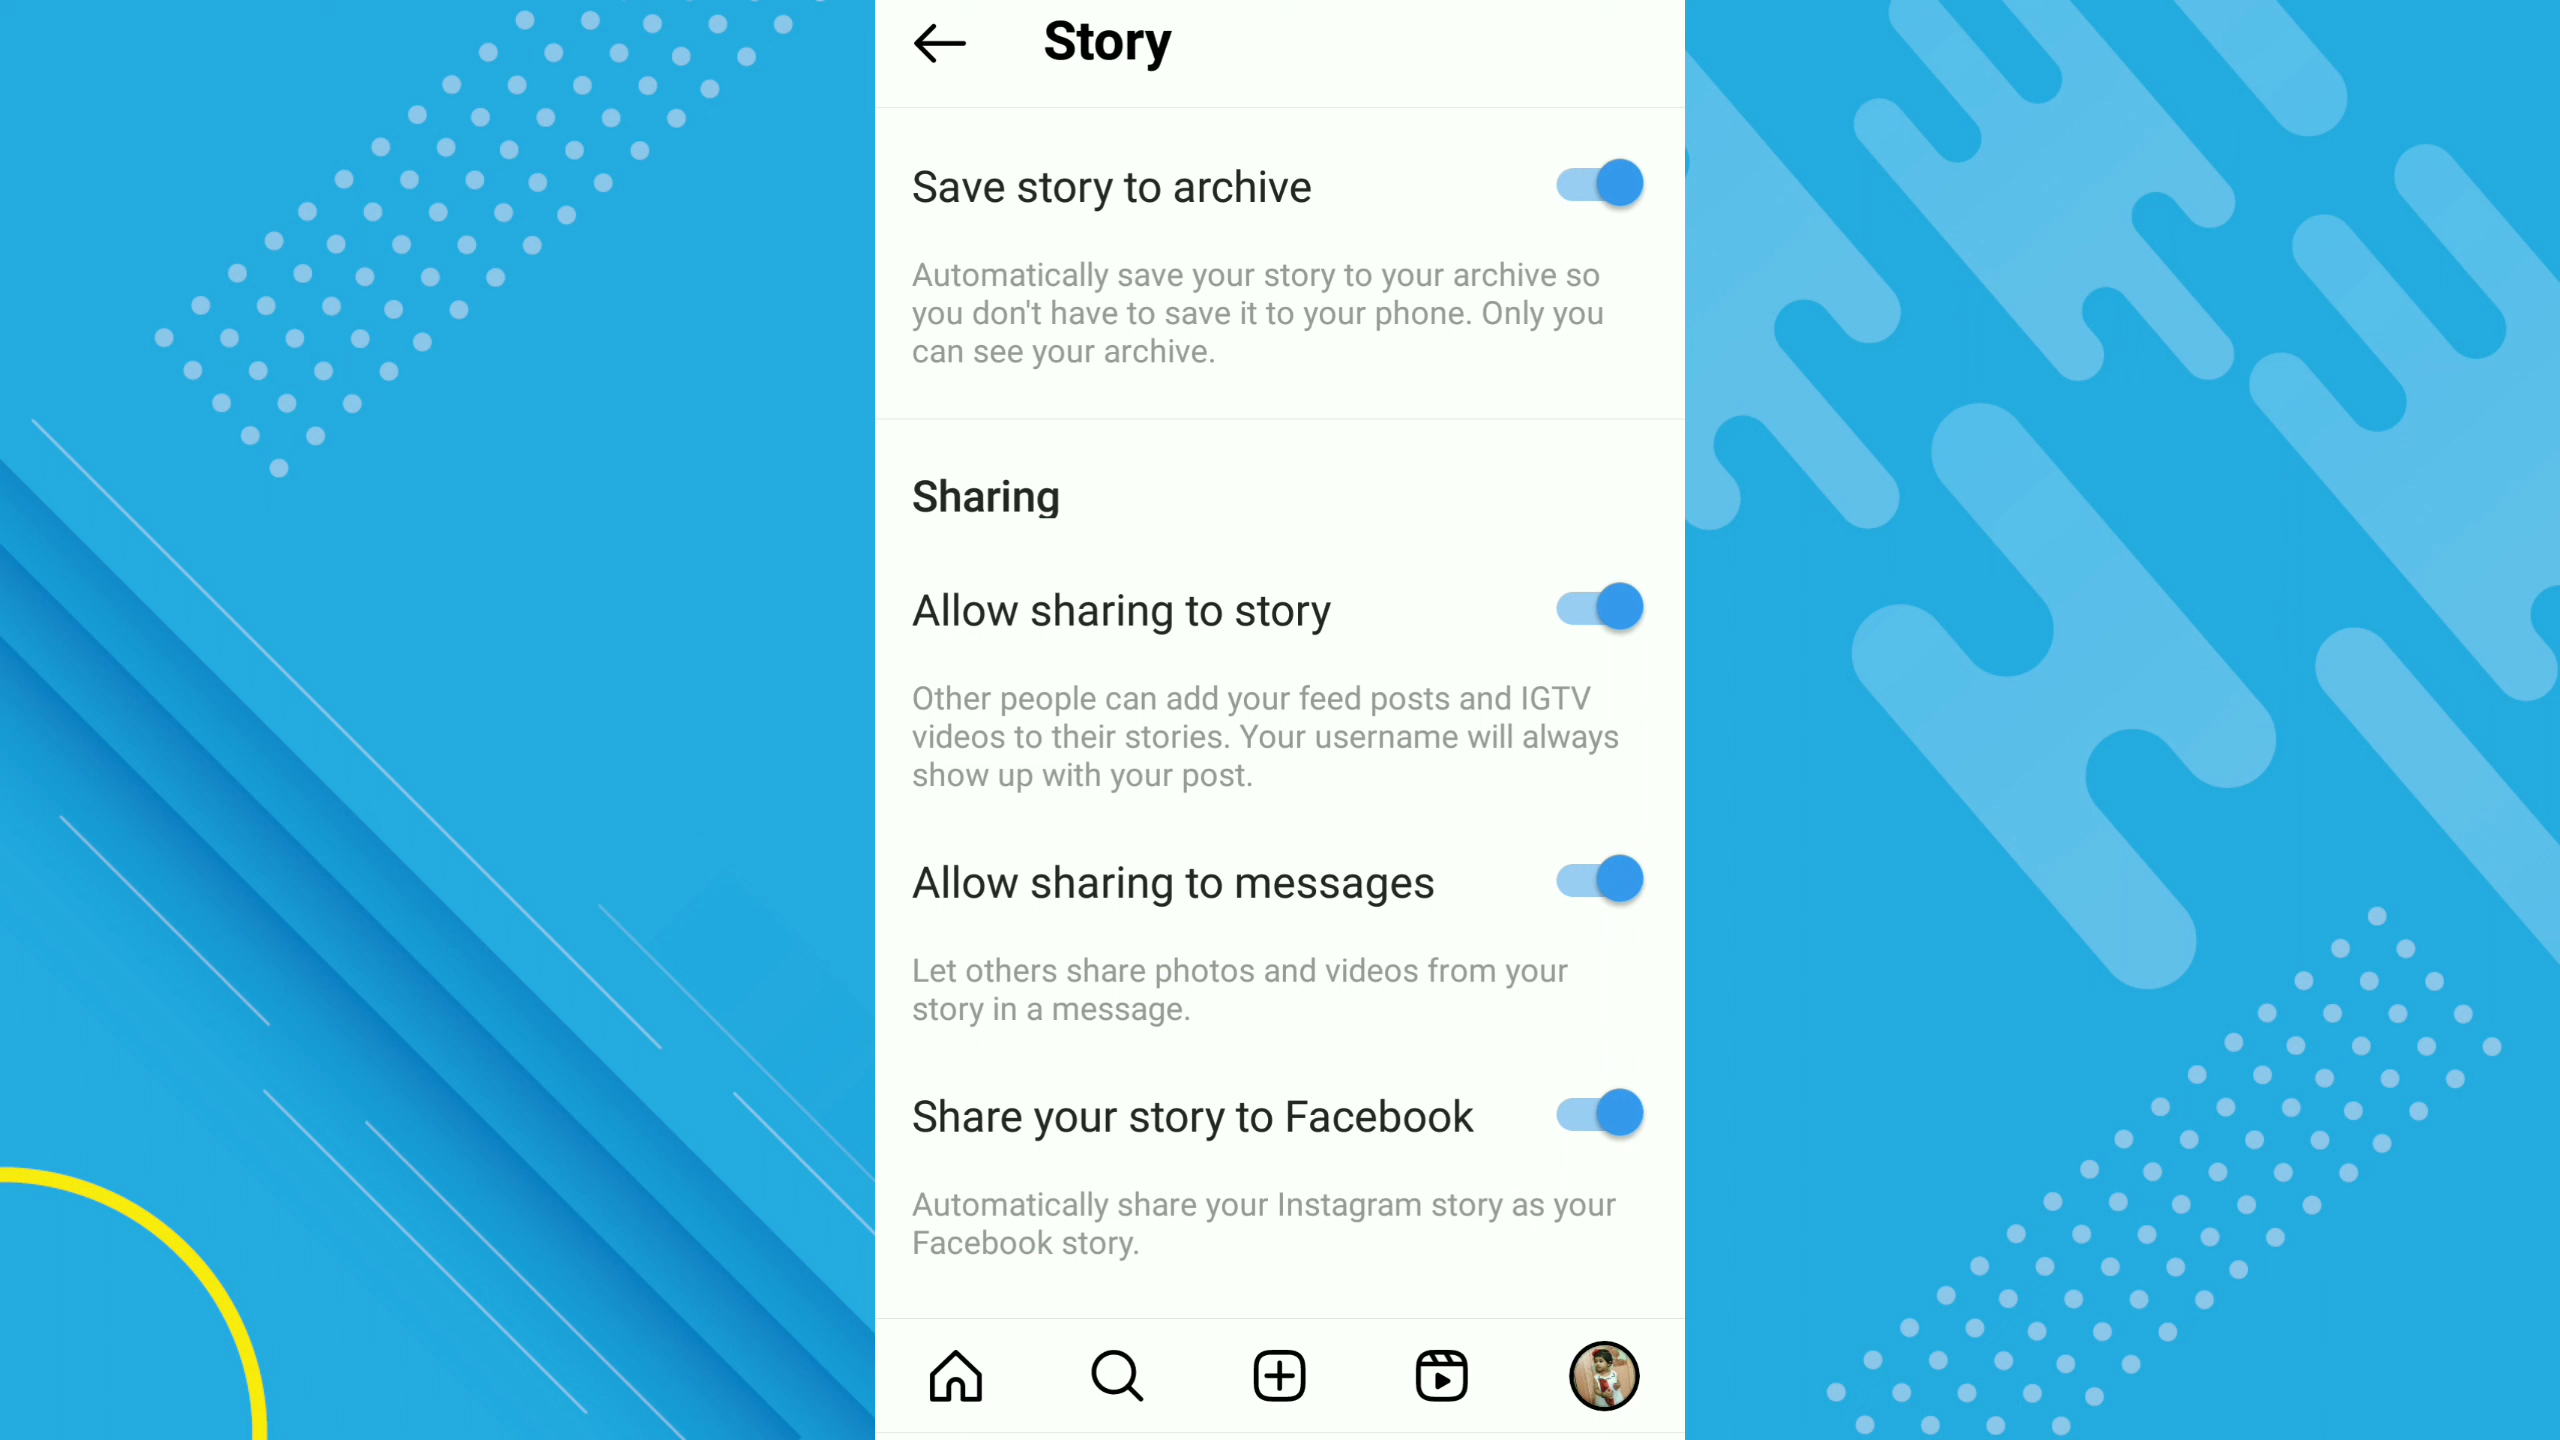 Story
Save story to archive
Automatically save your story to your archive so
you don't have to save it to your phone. Only you
can see your archive.
Sharing
Allow sharing to story
Other people can add your feed posts and IGTV
videos to their stories. Your username will always
show up with your post.
Allow sharing to messages
Let others share photos and videos from your
story in a message.
Share your story to Facebook
Automatically share your Instagram story as your
Facebook story.